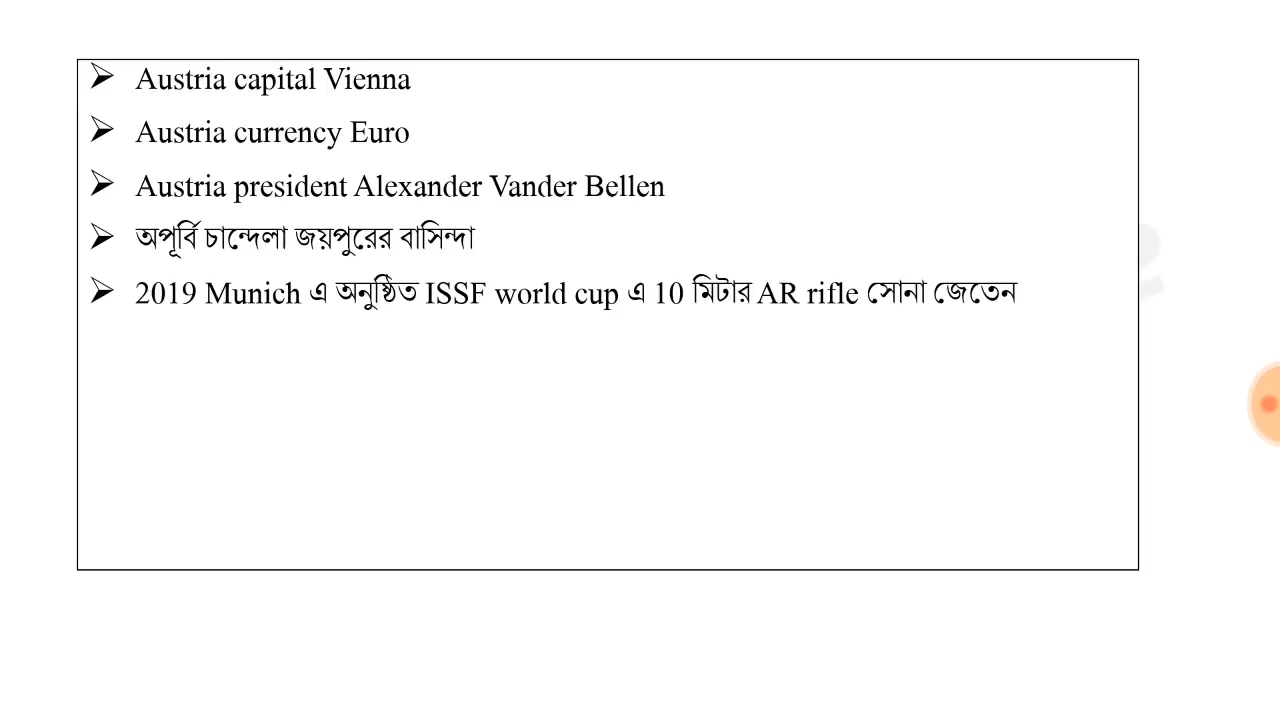 ➢ Austria capital Vienna
➢ Austria currency Euro
➢ Austria president Alexander Vander Bellen
➢ অপূর্বি চান্দেলা জয়পুরের বাসিন্দা
➢ 2019 Munich এ অনুষ্ঠিত ISSF world cup এ 10 মিটার AR rifle সোনা জেতেন